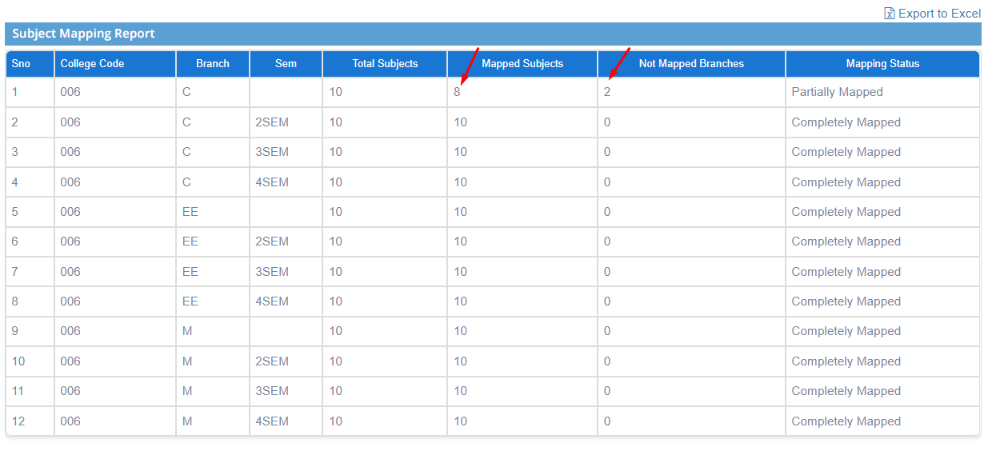 Export to Excel
Subject Mapping Report
Sno College Code Branch Sem Total Subjects Mapped Subjects Not Mapped Branches Mapping Status
1 006 C 10 8 2 Partially Mapped
2 006 C 2SEM 10 10 0 Completely Mapped
3 006 C 3SEM 10 10 0 Completely Mapped
4 006 C 4SEM 10 10 0 Completely Mapped
5 006 EE 10 10 0 Completely Mapped
6 006 EE 2SEM 10 10 0 Completely Mapped
7 006 EE 3SEM 10 10 0 Completely Mapped
8 006 EE 4SEM 10 10 0 Completely Mapped
9 006 M 10 10 0 Completely Mapped
10 006 M 2SEM 10 10 0 Completely Mapped
11 006 M 3SEM 10 10 0 Completely Mapped
12 006 M 4SEM 10 10 0 Completely Mapped